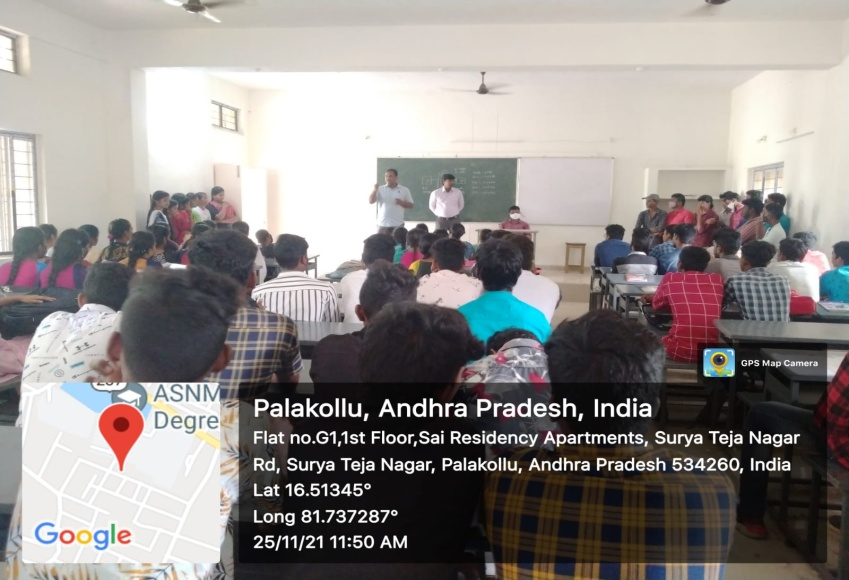 GPS Map Camera
ASNM
Degre
Google
Palakollu, Andhra Pradesh, India
Flat no.G1,1st Floor,Sai Residency Apartments, Surya Teja Nagar
Rd, Surya Teja Nagar, Palakollu, Andhra Pradesh 534260, India
Lat 16.51345°
Long 81.737287°
25/11/21 11:50 AM